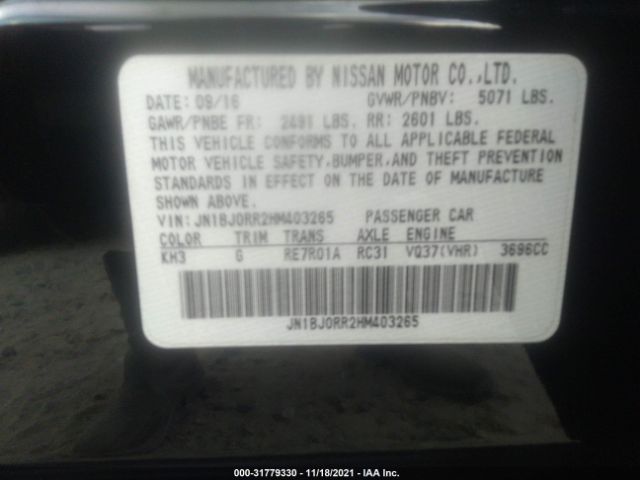 MANUFACTURED BY NISSAN MOTOR CO.,LTD.
DATE: 09/16 GVWR/PNBV: 5071 LBS.
GAWR/PNBE FR: 2491 LBS. RR: 2601 LBS.
THIS VEHICLE CONFORMS TO ALL APPLICABLE FEDERAL
MOTOR VEHICLE SAFETY,BUMPER,AND THEFT PREVENTION
STANDARDS IN EFFECT ON THE DATE OF MANUFACTURE
SHOWN ABOVE.
VIN: JN1BJ0RR2HM403265 PASSENGER CAR
COLOR TRIM TRANS AXLE ENGINE
KH3 G RE7R01A RC31 VQ37(VHR) 3696CC
JN1BJ0RR2HM403265
000-31779330 - 11/18/2021 - IAA Inc.